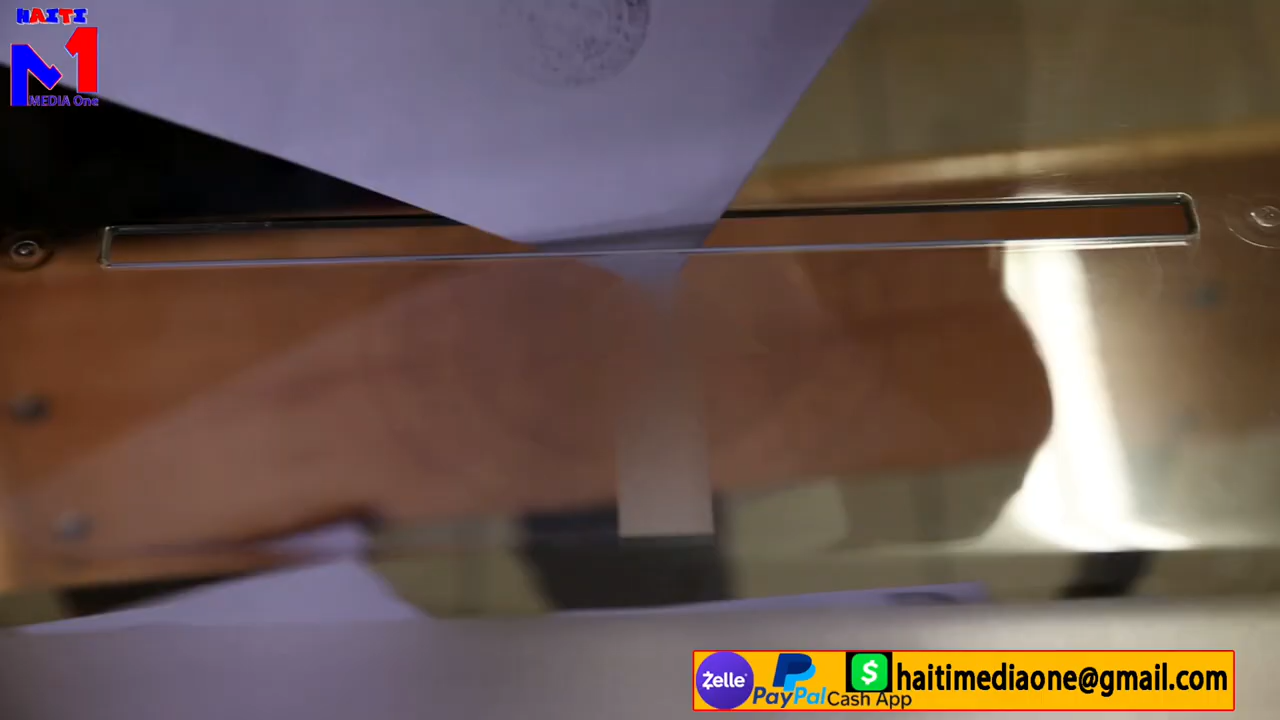 HAITI
M1
MEDIA One
Zelle
PayPal
Cash App
haitimediaone@gmail.com